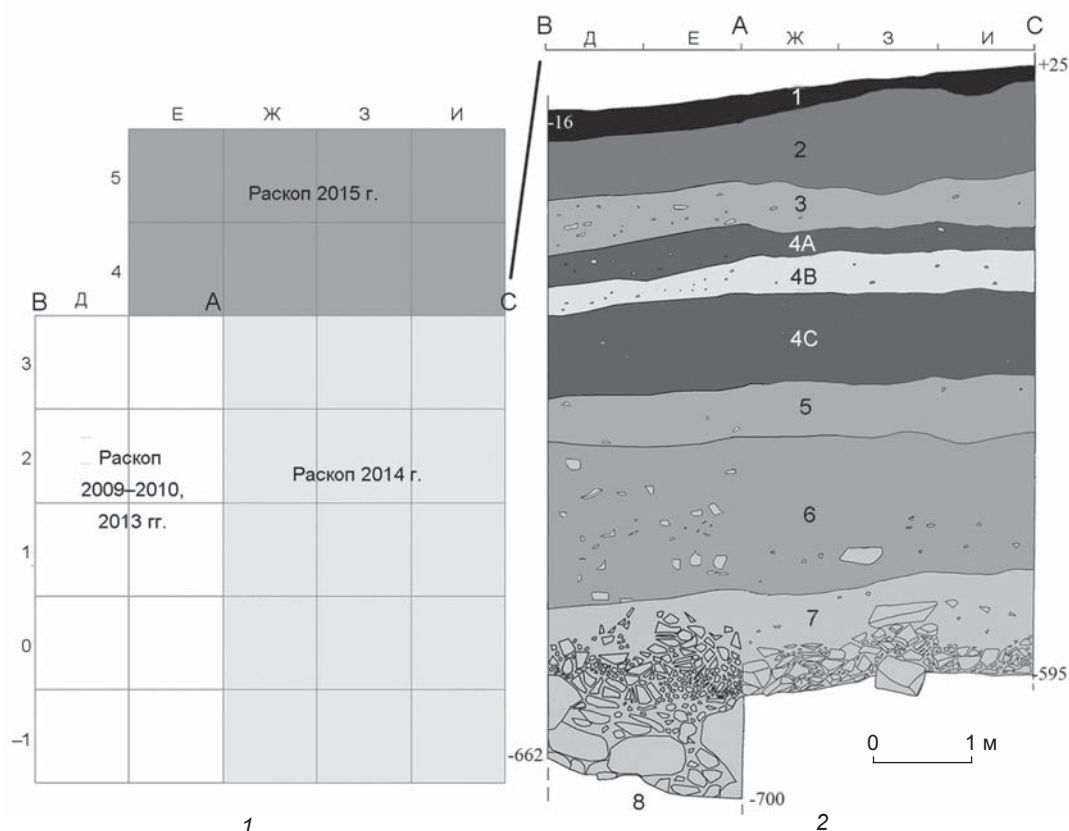 Е Ж З И
5
Раскоп 2015 г.
4
В Д А С
3
2
Раскоп
2009–2010,
2013 гг.
Раскоп 2014 г.
1
0
–1
1
В А С
Д Е Ж З И
+25
-16
1
2
3
4А
4В
4С
5
6
7
-595
-662
8
-700
0 1 м
2